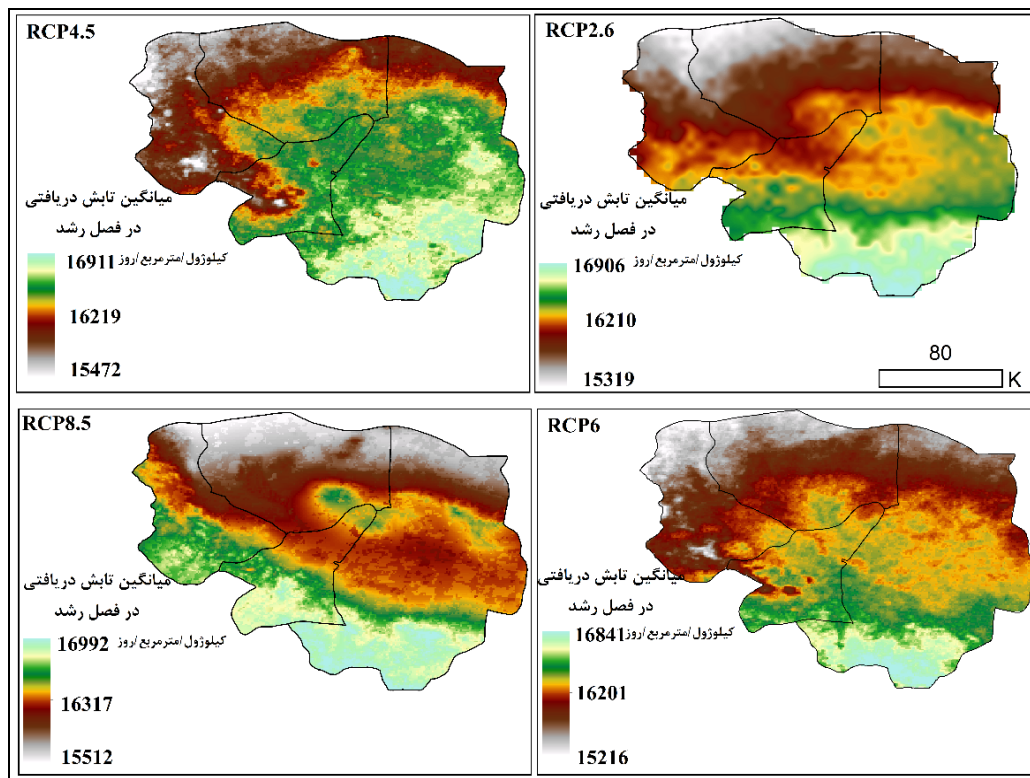 RCP4.5
میانگین تابش دریافتی
در فصل رشد
کیلوژول/مترمربع/روز
16911
16219
15472
RCP2.6
میانگین تابش دریافتی
در فصل رشد
کیلوژول/مترمربع/روز
16906
16210
15319
80
K
RCP8.5
میانگین تابش دریافتی
در فصل رشد
کیلوژول/مترمربع/روز
16992
16317
15512
RCP6
میانگین تابش دریافتی
در فصل رشد
کیلوژول/مترمربع/روز
16841
16201
15216